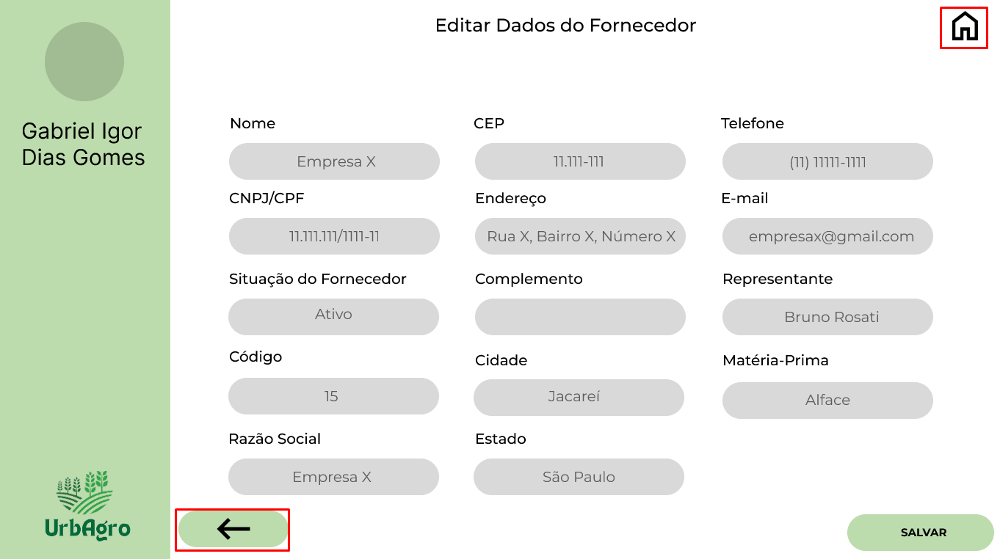 Editar Dados do Fornecedor
Gabriel Igor
Dias Gomes
Nome
Empresa X
CEP
11.111-111
Telefone
(11) 11111-1111
CNPJ/CPF
11.111.111/1111-11
Endereço
Rua X, Bairro X, Número X
E-mail
empresax@gmail.com
Situação do Fornecedor
Ativo
Complemento
Representante
Bruno Rosati
Código
15
Cidade
Jacareí
Matéria-Prima
Alface
Razão Social
Empresa X
Estado
São Paulo
UrbAgro
SALVAR